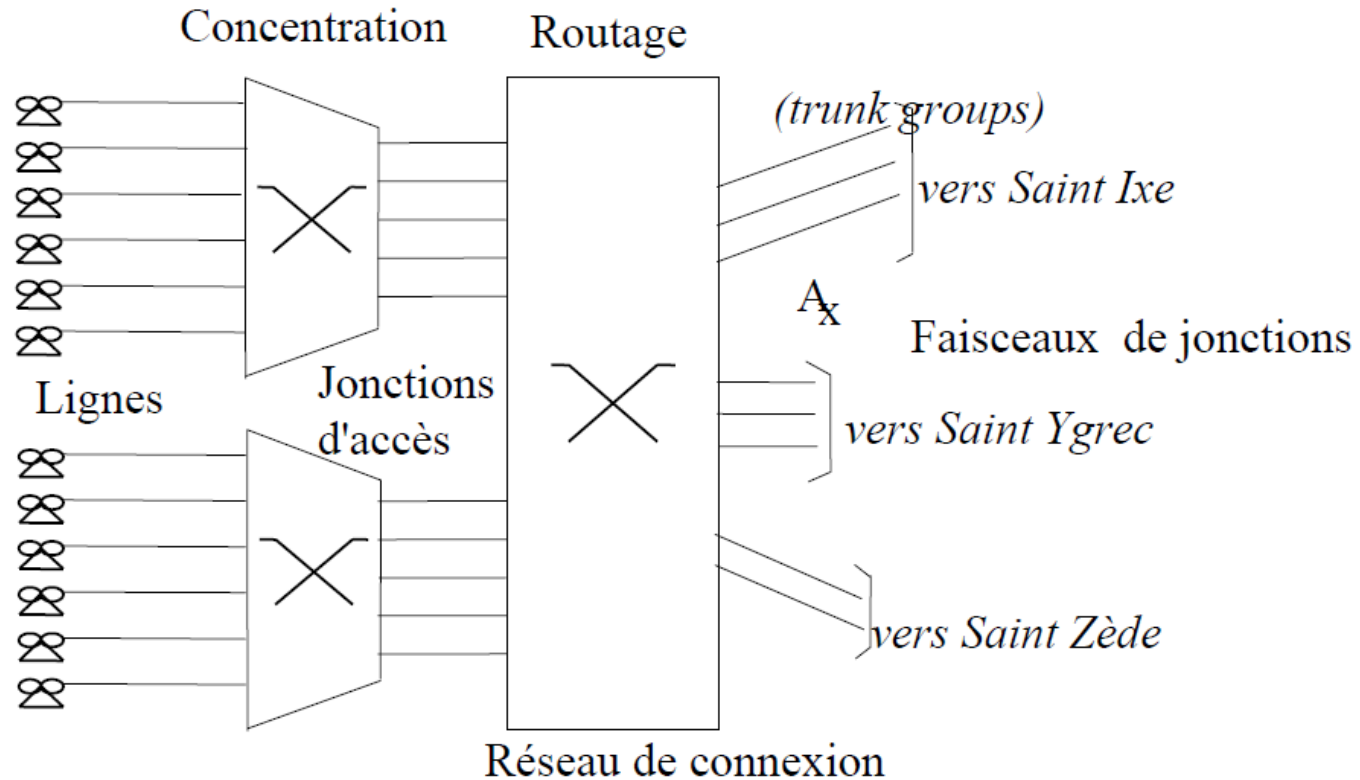 Concentration
Routage
(trunk groups)
vers Saint Ixe
Ax
Faisceaux de jonctions
Lignes
Jonctions
d'accès
vers Saint Ygrec
vers Saint Zède
Réseau de connexion